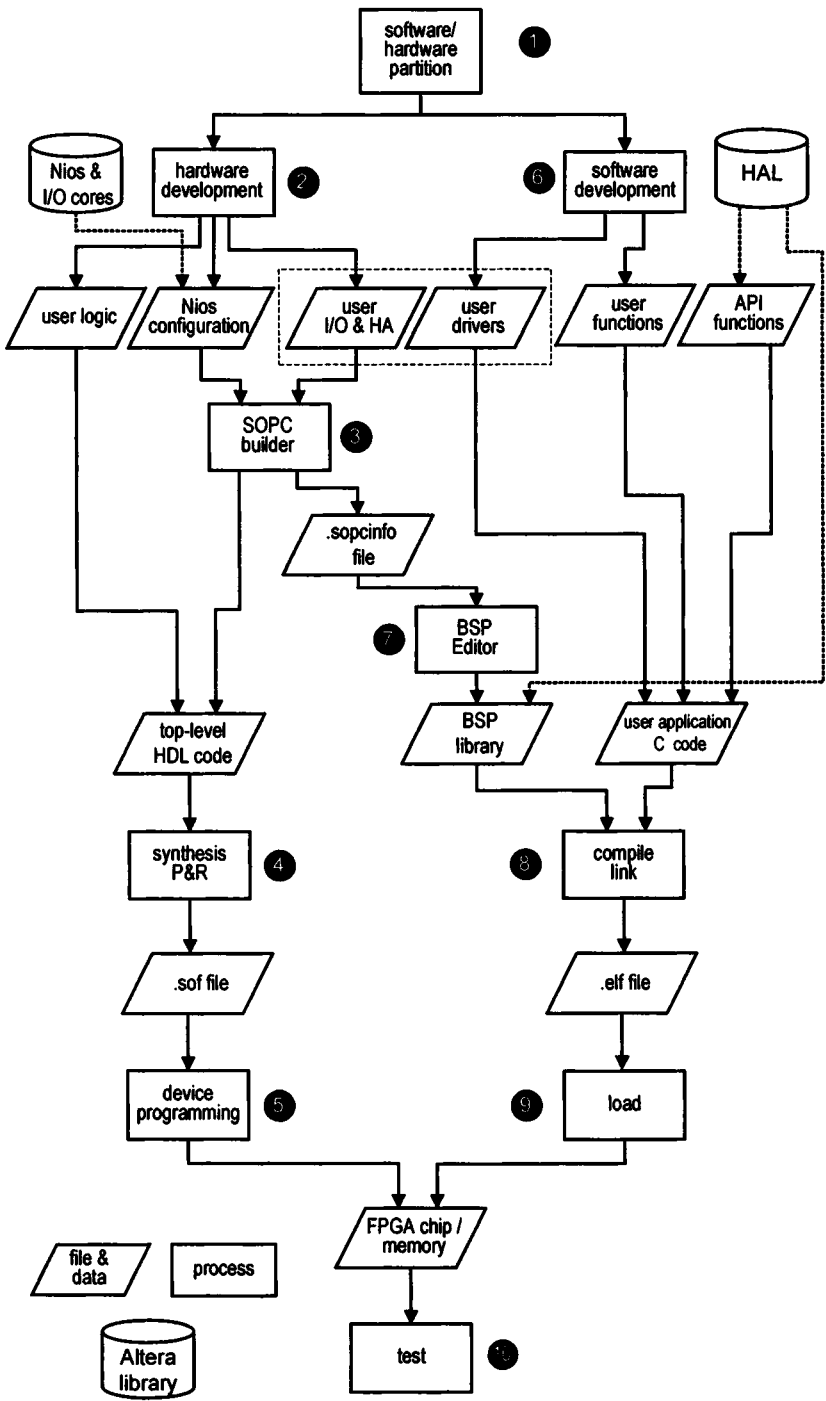 software/
hardware
partition
1
Nios &
I/O cores
hardware
development
2
6
software
development
HAL
user logic
Nios
configuration
user
I/O & HA
user
drivers
user
functions
API
functions
SOPC
builder
3
.sopcinfo
file
7
BSP
Editor
top-level
HDL code
BSP
library
user application
C code
synthesis
P&R
4
8
compile
link
.sof file
.elf file
device
programming
5
9
load
FPGA chip /
memory
file &
data
process
Altera
library
test
10